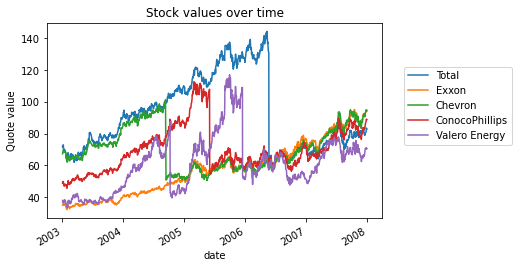 Stock values over time
Quote value
140
120
100
80
60
40
2003
2004
2005
2006
2007
2008
date
Total
Exxon
Chevron
ConocoPhillips
Valero Energy